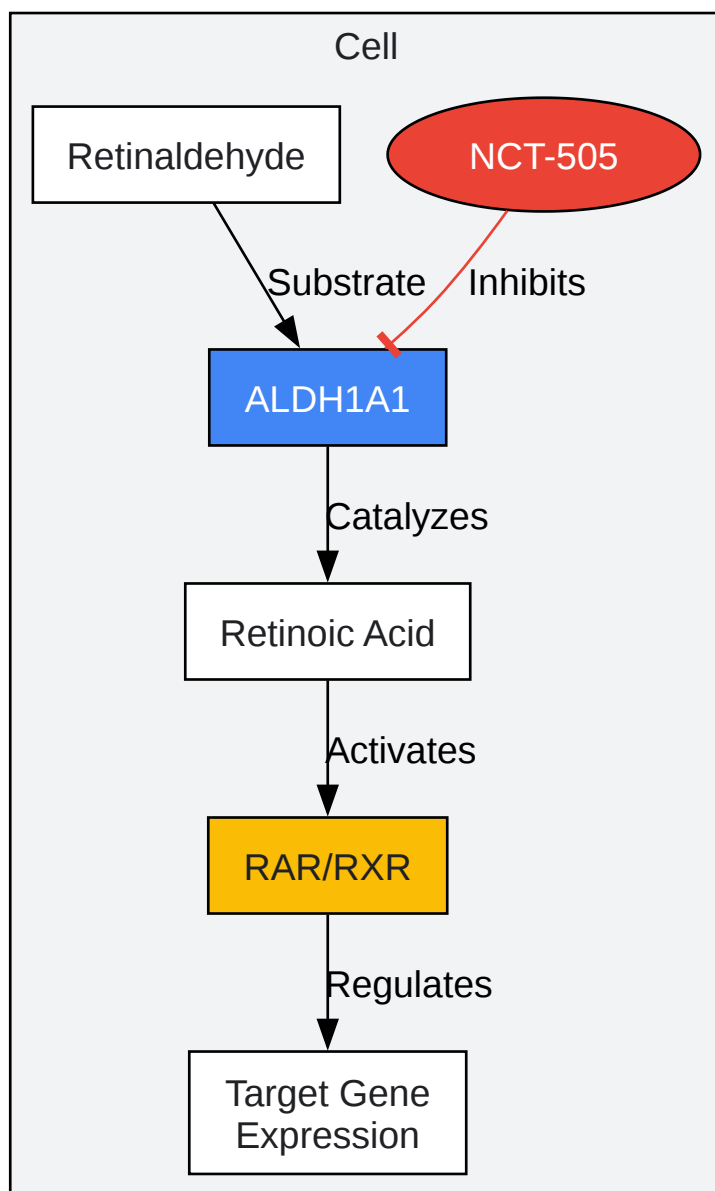 Cell
Retinaldehyde
NCT-505
Substrate
Inhibits
ALDH1A1
Catalyzes
Retinoic Acid
Activates
RAR/RXR
Regulates
Target Gene
Expression